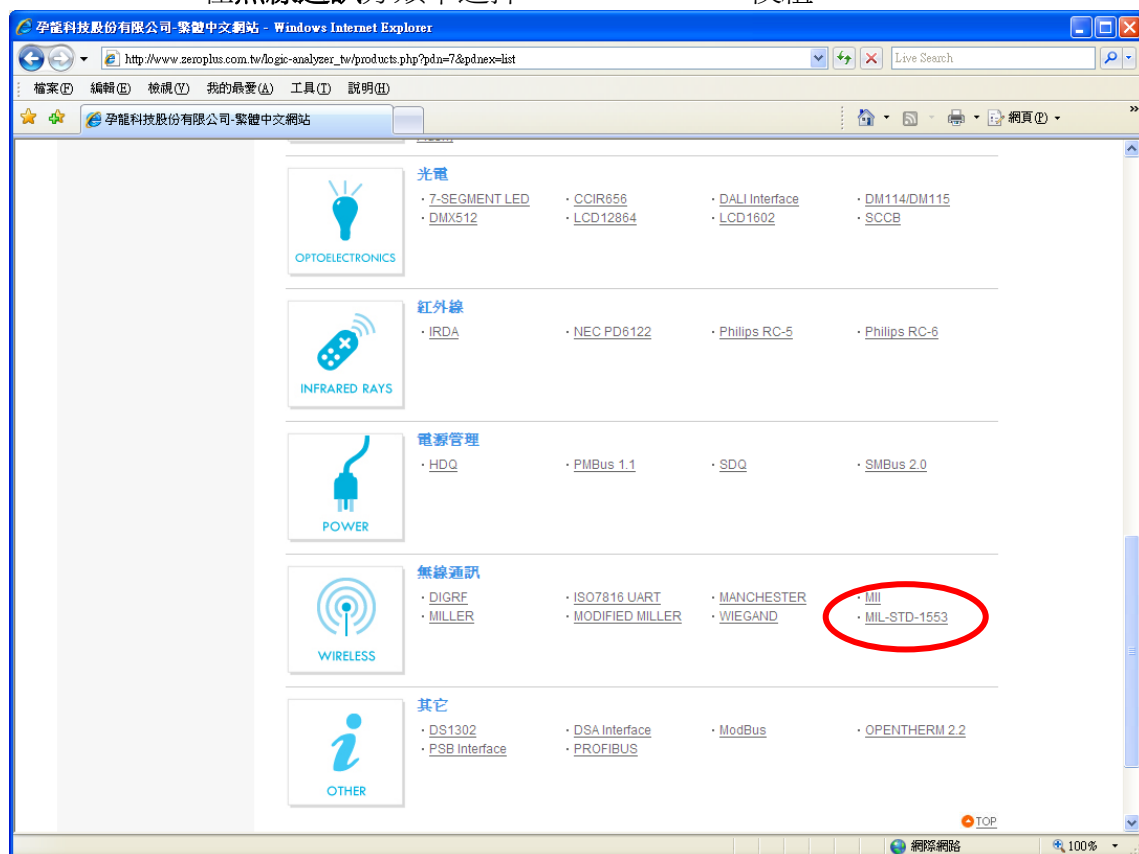 孕龍科技股份有限公司-繁體中文網站 - Windows Internet Explorer
http://www.zeroplus.com.tw/logic-analyzer_tw/products.php?pdn=7&pdnex=list
Live Search
檔案(F) 編輯(E) 檢視(V) 我的最愛(A) 工具(T) 說明(H)
孕龍科技股份有限公司-繁體中文網站
網頁(P)
»
光電
· 7-SEGMENT LED · CCIR656 · DALI Interface · DM114/DM115
· DMX512 · LCD12864 · LCD1602 · SCCB
OPTOELECTRONICS
紅外線
· IRDA · NEC PD6122 · Philips RC-5 · Philips RC-6
INFRARED RAYS
電源管理
· HDQ · PMBus 1.1 · SDQ · SMBus 2.0
POWER
無線通訊
· DIGRF · ISO7816 UART · MANCHESTER · MII
· MILLER · MODIFIED MILLER · WIEGAND · MIL-STD-1553
WIRELESS
其它
· DS1302 · DSA Interface · ModBus · OPENTHERM 2.2
· PSB Interface · PROFIBUS
OTHER
TOP
網際網路 100%